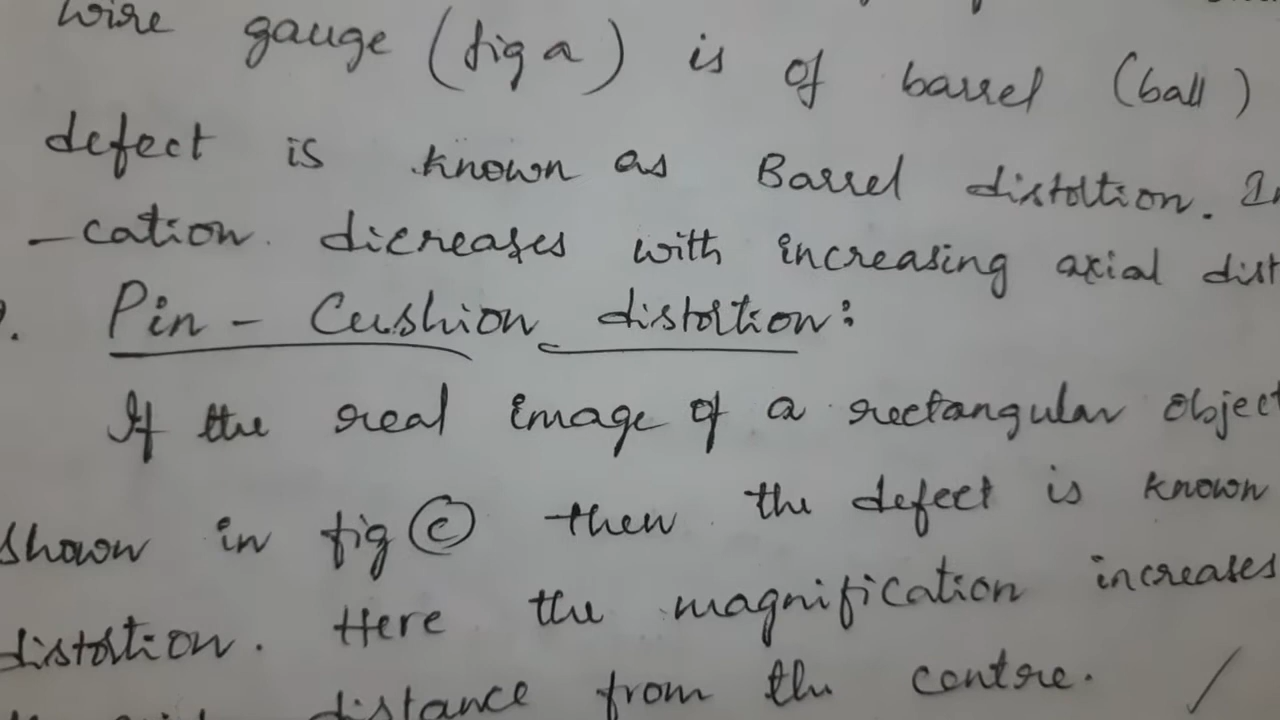 wire gauge (fig a) is of barrel (ball)
defect is known as Barrel distortion. In
-cation dicreases with increasing axial dist
Pin-Cushion distortion:
If the real image of a rectangular object
shown in fig (c) then the defect is known
distortion. Here the magnification increases
distance from the centre.